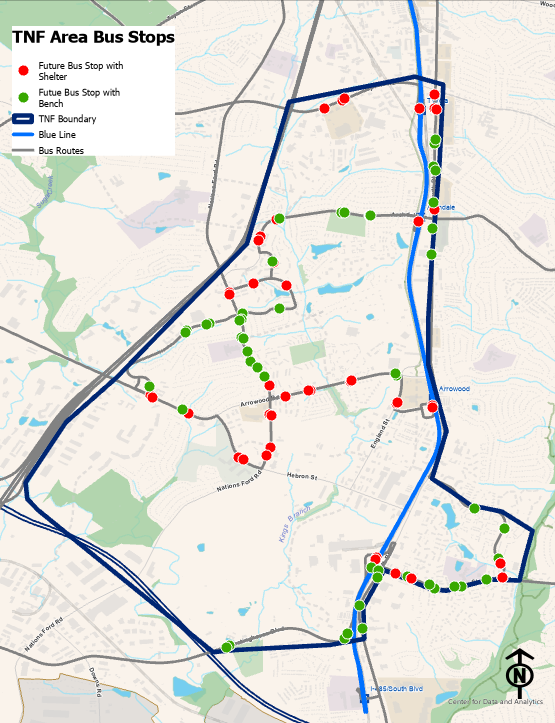 TNF Area Bus Stops
Future Bus Stop with
Shelter
Futue Bus Stop with
Bench
TNF Boundary
Blue Line
Bus Routes
Arrowood
Arrowood Rd
England St
Nations Ford Rd
Hebron St
Kings Branch
Nations Ford Rd
Downs Rd
I-485/South Blvd
N
Center for Data and Analytics